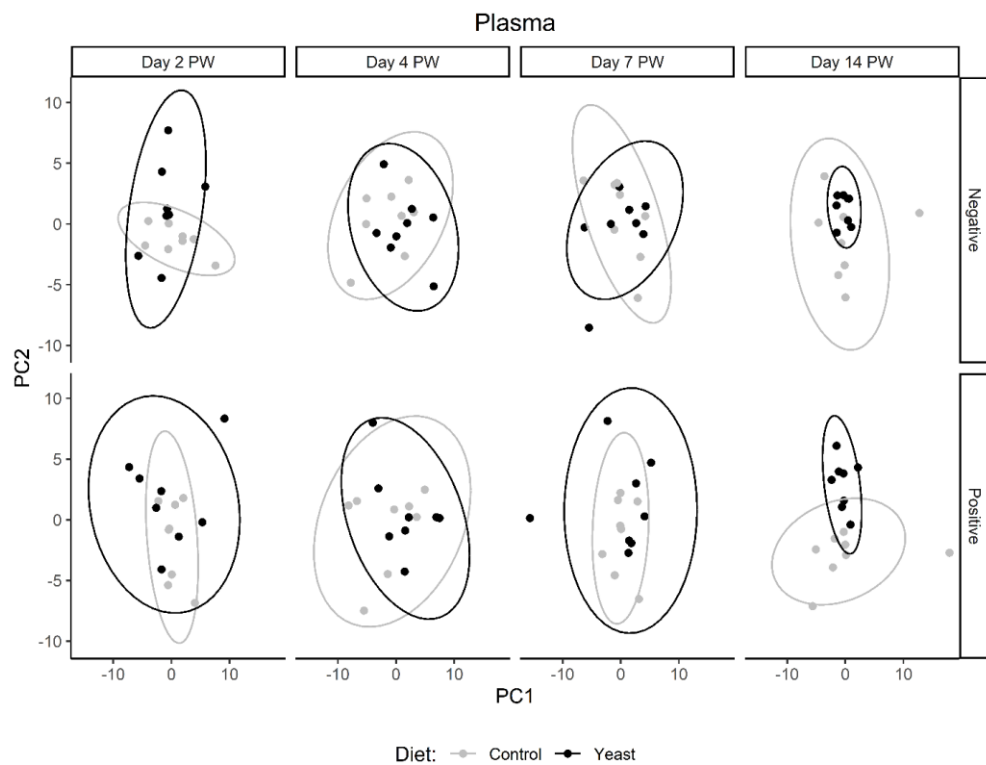 Plasma
Day 2 PW Day 4 PW Day 7 PW Day 14 PW
10
5
0
-5
-10
Negative
PC2
10
5
0
-5
-10
Positive
-10 0 10 -10 0 10 -10 0 10 -10 0 10
PC1
Diet: Control Yeast